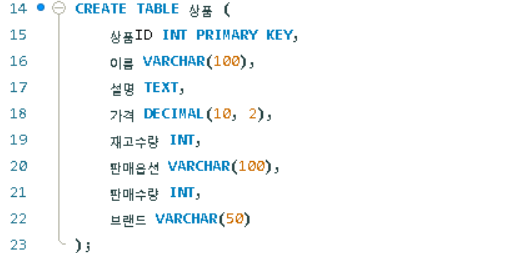 14 CREATE TABLE 상품 (
15 상품ID INT PRIMARY KEY,
16 이름 VARCHAR(100),
17 설명 TEXT,
18 가격 DECIMAL(10, 2),
19 재고수량 INT,
20 판매옵션 VARCHAR(100),
21 판매수량 INT,
22 브랜드 VARCHAR(50)
23 );